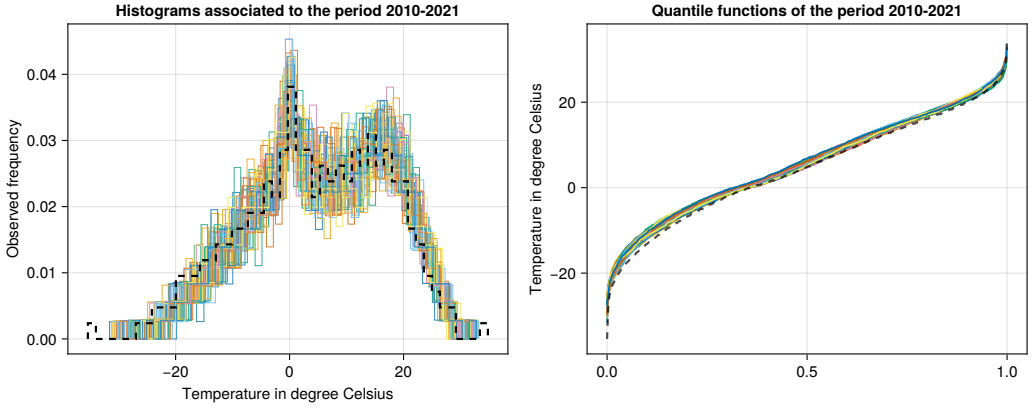 Histograms associated to the period 2010-2021
Observed frequency
0.04
0.03
0.02
0.01
0.00
−20
0
20
Temperature in degree Celsius
Quantile functions of the period 2010-2021
Temperature in degree Celsius
20
0
−20
0.0
0.5
1.0